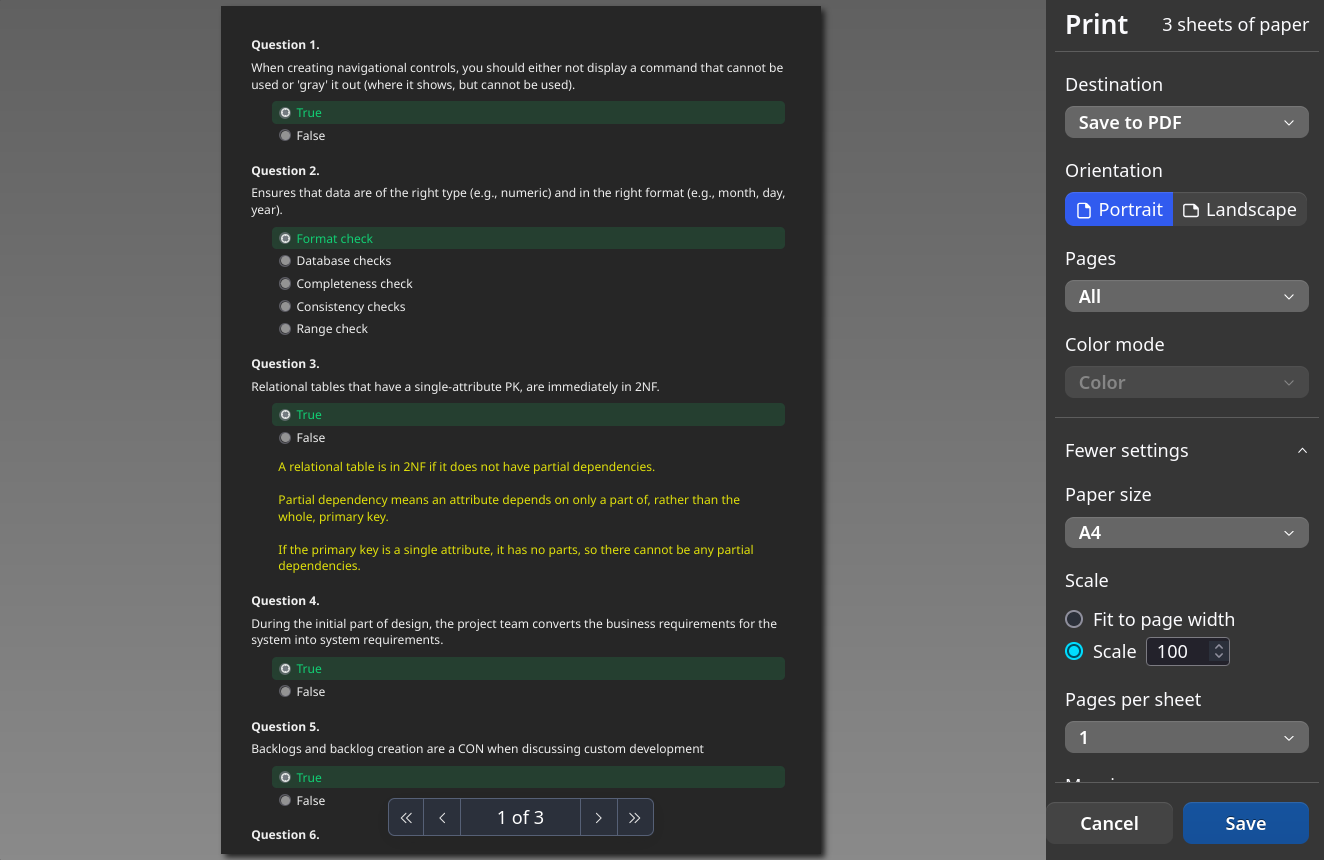 Question 1.
When creating navigational controls, you should either not display a command that cannot be
used or 'gray' it out (where it shows, but cannot be used).
True
False
Question 2.
Ensures that data are of the right type (e.g., numeric) and in the right format (e.g., month, day,
year).
Format check
Database checks
Completeness check
Consistency checks
Range check
Question 3.
Relational tables that have a single-attribute PK, are immediately in 2NF.
True
False
A relational table is in 2NF if it does not have partial dependencies.
Partial dependency means an attribute depends on only a part of, rather than the
whole, primary key.
If the primary key is a single attribute, it has no parts, so there cannot be any partial
dependencies.
Question 4.
During the initial part of design, the project team converts the business requirements for the
system into system requirements.
True
False
Question 5.
Backlogs and backlog creation are a CON when discussing custom development
True
False
Question 6.
1 of 3
Print 3 sheets of paper
Destination
Save to PDF
Orientation
Portrait Landscape
Pages
All
Color mode
Color
Fewer settings
Paper size
A4
Scale
Fit to page width
Scale 100
Pages per sheet
1
Cancel Save